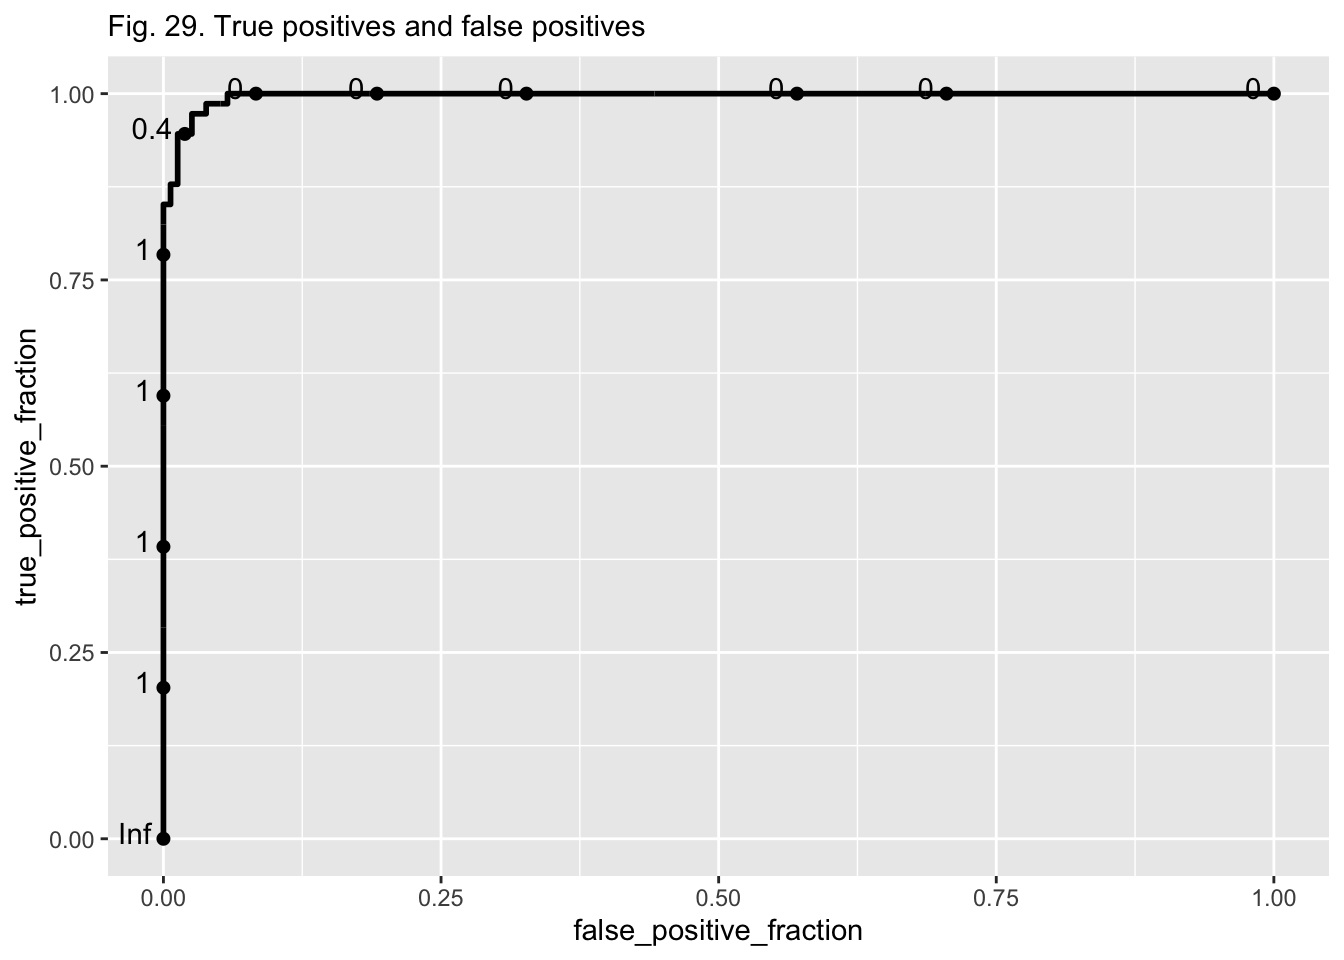 Fig. 29. True positives and false positives
1.00
0 0 0 0 0 0
0.4
1
0.75
1
0.50
1
0.25
1
Inf
0.00
true_positive_fraction
0.00 0.25 0.50 0.75 1.00
false_positive_fraction